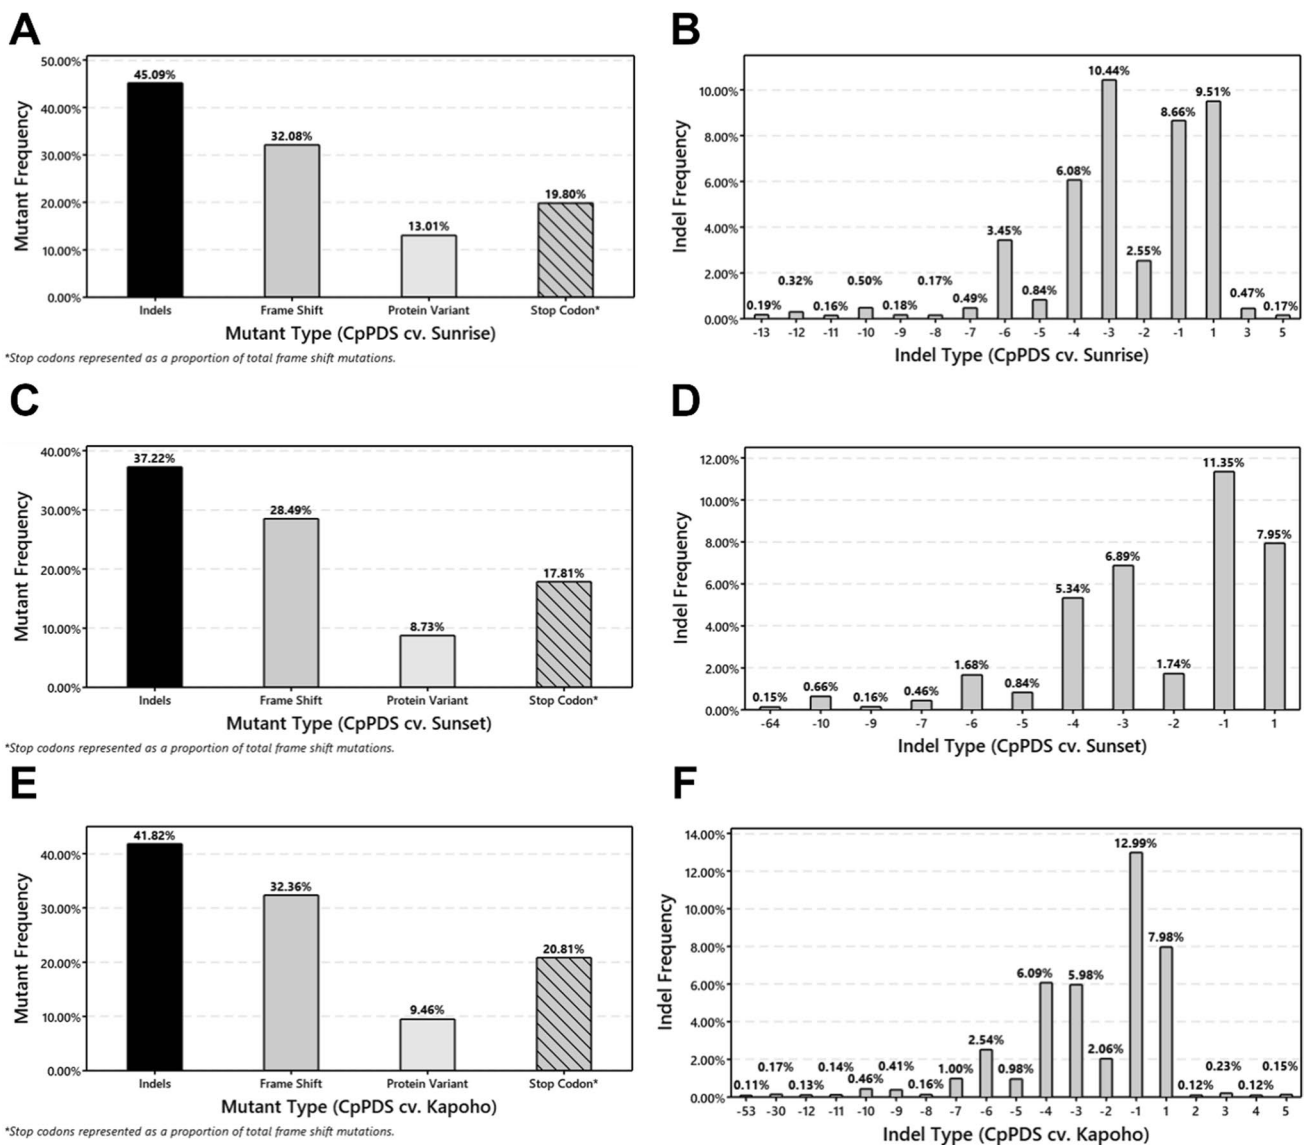 A
Mutant Frequency
50.00%
40.00%
30.00%
20.00%
10.00%
0.00%
45.09%
32.08%
13.01%
19.80%
Indels
Frame Shift
Protein Variant
Stop Codon*
Mutant Type (CpPDS cv. Sunrise)
*Stop codons represented as a proportion of total frame shift mutations.
B
Indel Frequency
10.00%
8.00%
6.00%
4.00%
2.00%
0.00%
0.19%
0.32%
0.16%
0.50%
0.18%
0.17%
0.49%
3.45%
0.84%
6.08%
10.44%
2.55%
8.66%
9.51%
0.47%
0.17%
-13 -12 -11 -10 -9 -8 -7 -6 -5 -4 -3 -2 -1 1 3 5
Indel Type (CpPDS cv. Sunrise)
C
Mutant Frequency
40.00%
30.00%
20.00%
10.00%
0.00%
37.22%
28.49%
8.73%
17.81%
Indels
Frame Shift
Protein Variant
Stop Codon*
Mutant Type (CpPDS cv. Sunset)
*Stop codons represented as a proportion of total frame shift mutations.
D
Indel Frequency
12.00%
10.00%
8.00%
6.00%
4.00%
2.00%
0.00%
0.15%
0.66%
0.16%
0.46%
1.68%
0.84%
5.34%
6.89%
1.74%
11.35%
7.95%
-64 -10 -9 -7 -6 -5 -4 -3 -2 -1 1
Indel Type (CpPDS cv. Sunset)
E
Mutant Frequency
40.00%
30.00%
20.00%
10.00%
0.00%
41.82%
32.36%
9.46%
20.81%
Indels
Frame Shift
Protein Variant
Stop Codon*
Mutant Type (CpPDS cv. Kapoho)
*Stop codons represented as a proportion of total frame shift mutations.
F
Indel Frequency
14.00%
12.00%
10.00%
8.00%
6.00%
4.00%
2.00%
0.00%
0.11%
0.17%
0.13%
0.14%
0.46%
0.41%
0.16%
1.00%
2.54%
0.98%
6.09%
5.98%
2.06%
12.99%
7.98%
0.12%
0.23%
0.12%
0.15%
-53 -30 -12 -11 -10 -9 -8 -7 -6 -5 -4 -3 -2 -1 1 2 3 4 5
Indel Type (CpPDS cv. Kapoho)